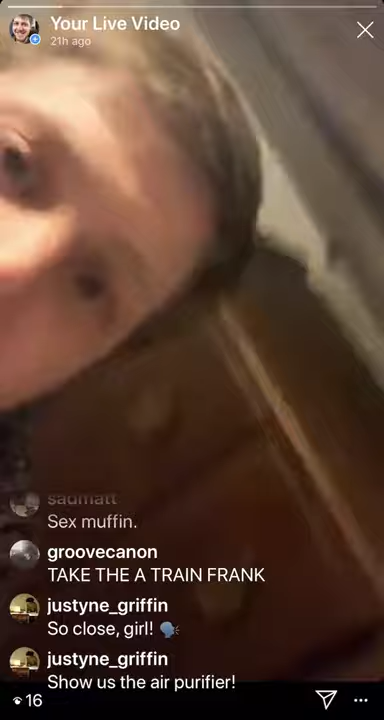 Your Live Video
21h ago
sadmatt
Sex muffin.
groovecanon
TAKE THE A TRAIN FRANK
justyne_griffin
So close, girl! 🗣
justyne_griffin
Show us the air purifier!
16